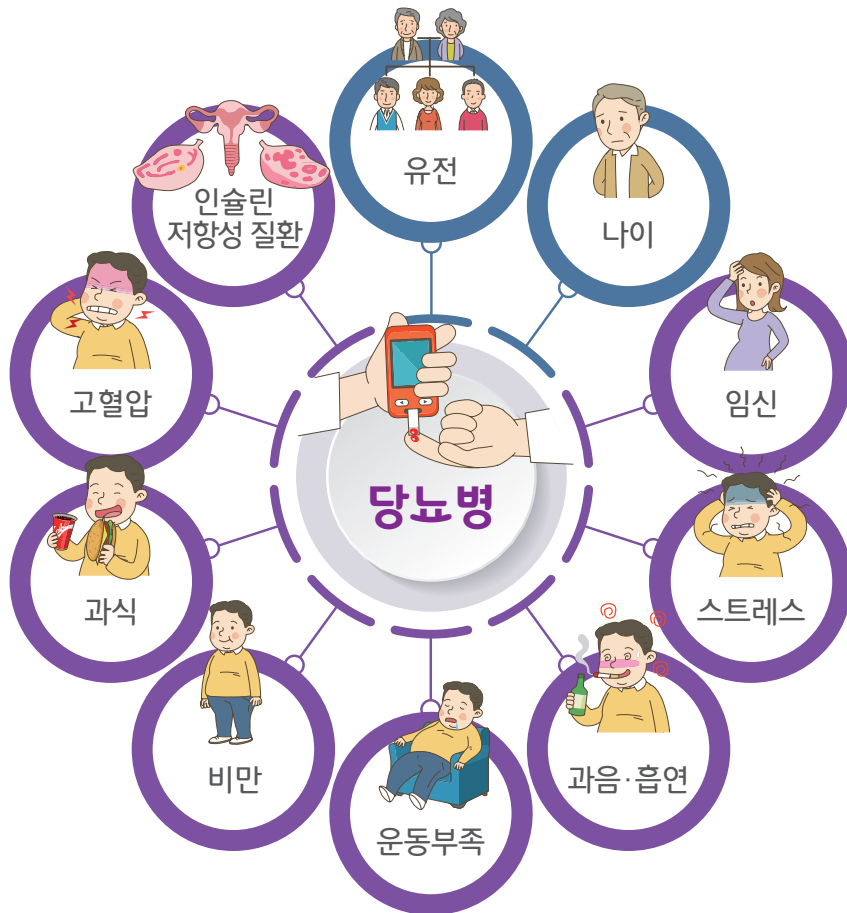 유전
나이
인슐린
저항성 질환
고혈압
임신
당뇨병
과식
스트레스
비만
과음·흡연
운동부족